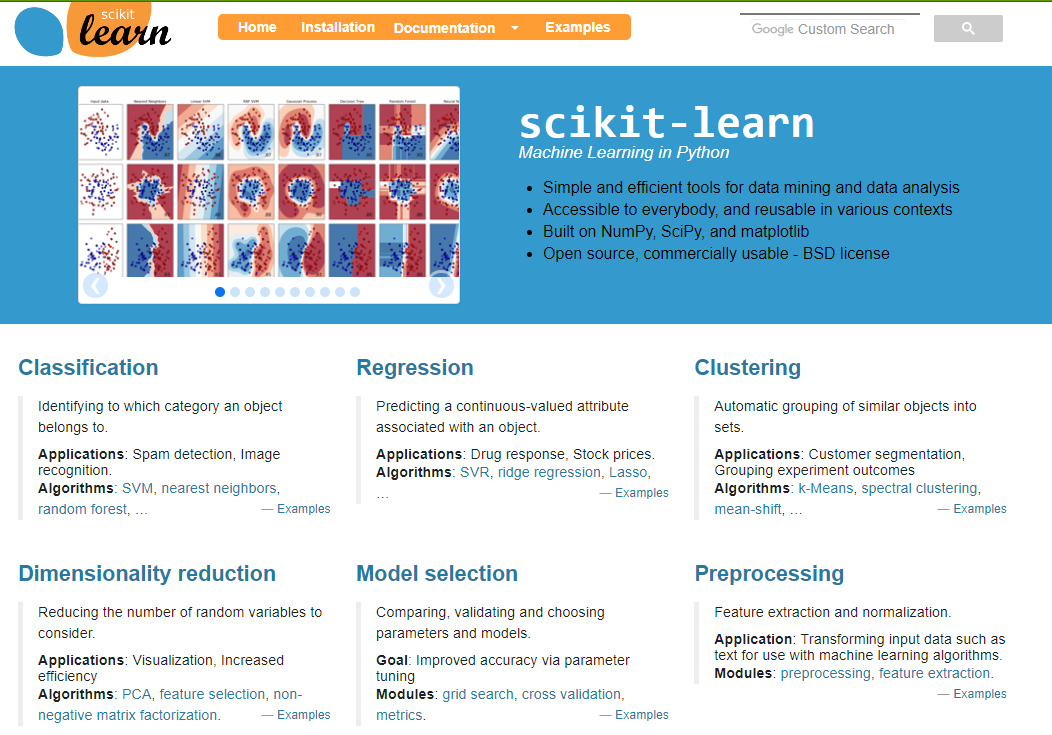 scikit
learn
Home Installation Documentation Examples
Google Custom Search
Input data Nearest Neighbors Linear SVM RBF SVM Gaussian Process Decision Tree Random Forest
scikit-learn
Machine Learning in Python
Simple and efficient tools for data mining and data analysis
Accessible to everybody, and reusable in various contexts
Built on NumPy, SciPy, and matplotlib
Open source, commercially usable - BSD license
Classification
Identifying to which category an object
belongs to.
Applications: Spam detection, Image
recognition.
Algorithms: SVM, nearest neighbors,
random forest, …
— Examples
Regression
Predicting a continuous-valued attribute
associated with an object.
Applications: Drug response, Stock prices.
Algorithms: SVR, ridge regression, Lasso,
…
— Examples
Clustering
Automatic grouping of similar objects into
sets.
Applications: Customer segmentation,
Grouping experiment outcomes
Algorithms: k-Means, spectral clustering,
mean-shift, …
— Examples
Dimensionality reduction
Reducing the number of random variables to
consider.
Applications: Visualization, Increased
efficiency
Algorithms: PCA, feature selection, non-
negative matrix factorization.
— Examples
Model selection
Comparing, validating and choosing
parameters and models.
Goal: Improved accuracy via parameter
tuning
Modules: grid search, cross validation,
metrics.
— Examples
Preprocessing
Feature extraction and normalization.
Application: Transforming input data such as
text for use with machine learning algorithms.
Modules: preprocessing, feature extraction.
— Examples